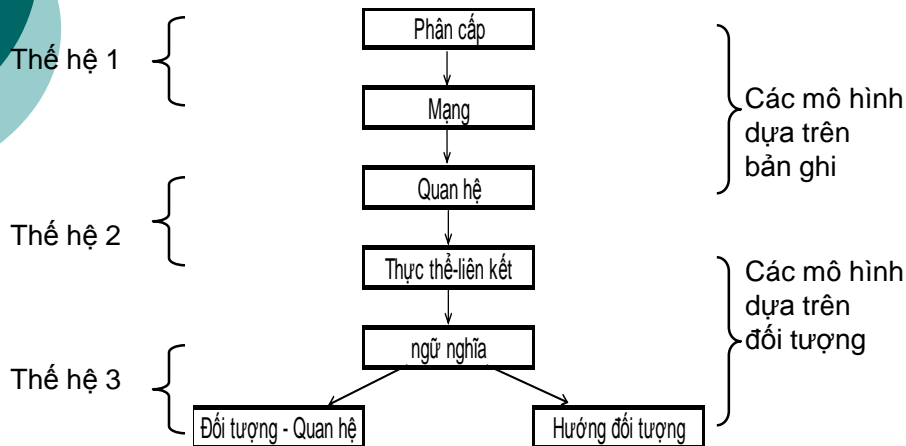 Phân cấp
Thế hệ 1
Mạng
Các mô hình
dựa trên
bản ghi
Quan hệ
Thế hệ 2
Thực thể-liên kết
Các mô hình
dựa trên
đối tượng
ngữ nghĩa
Thế hệ 3
Đối tượng - Quan hệ
Hướng đối tượng